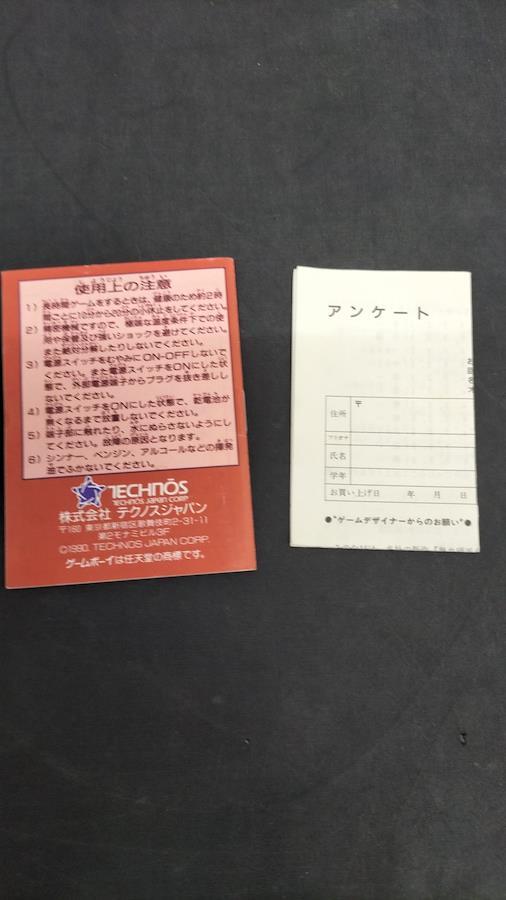 使用上の注意
1) 長時間ゲームをするときは、健康のため約2時
間ごとに10分から20分の小休止をしてください。
2) 精密機械ですので、極端な温度条件下での使
用や保管及び強いショックを避けてください。
また絶対分解したりしないでください。
3) 電源スイッチをむやみにON-OFFしないで
ください。また電源スイッチをONにした状
態で、外部電源端子からプラグを抜き差しし
ないでください。
4) 電源スイッチをONにした状態で、乾電池が
無くなるまで放置しないでください。
5) 端子部に触れたり、水にぬらさないようにし
てください。故障の原因となります。
6) シンナー、ベンジン、アルコールなどの揮発
油でふかないでください。
TECHNŌS
TECHNOS JAPAN CORP.
株式会社 テクノスジャパン
〒160 東京都新宿区歌舞伎町2-31-11
第2モナミビル3F
©1990. TECHNOS JAPAN CORP.
ゲームボーイは任天堂の商標です。
アンケート
住所 〒
フリガナ
氏名
学年
お買い上げ日 年 月 日
●"ゲームデザイナーからのお願い"●